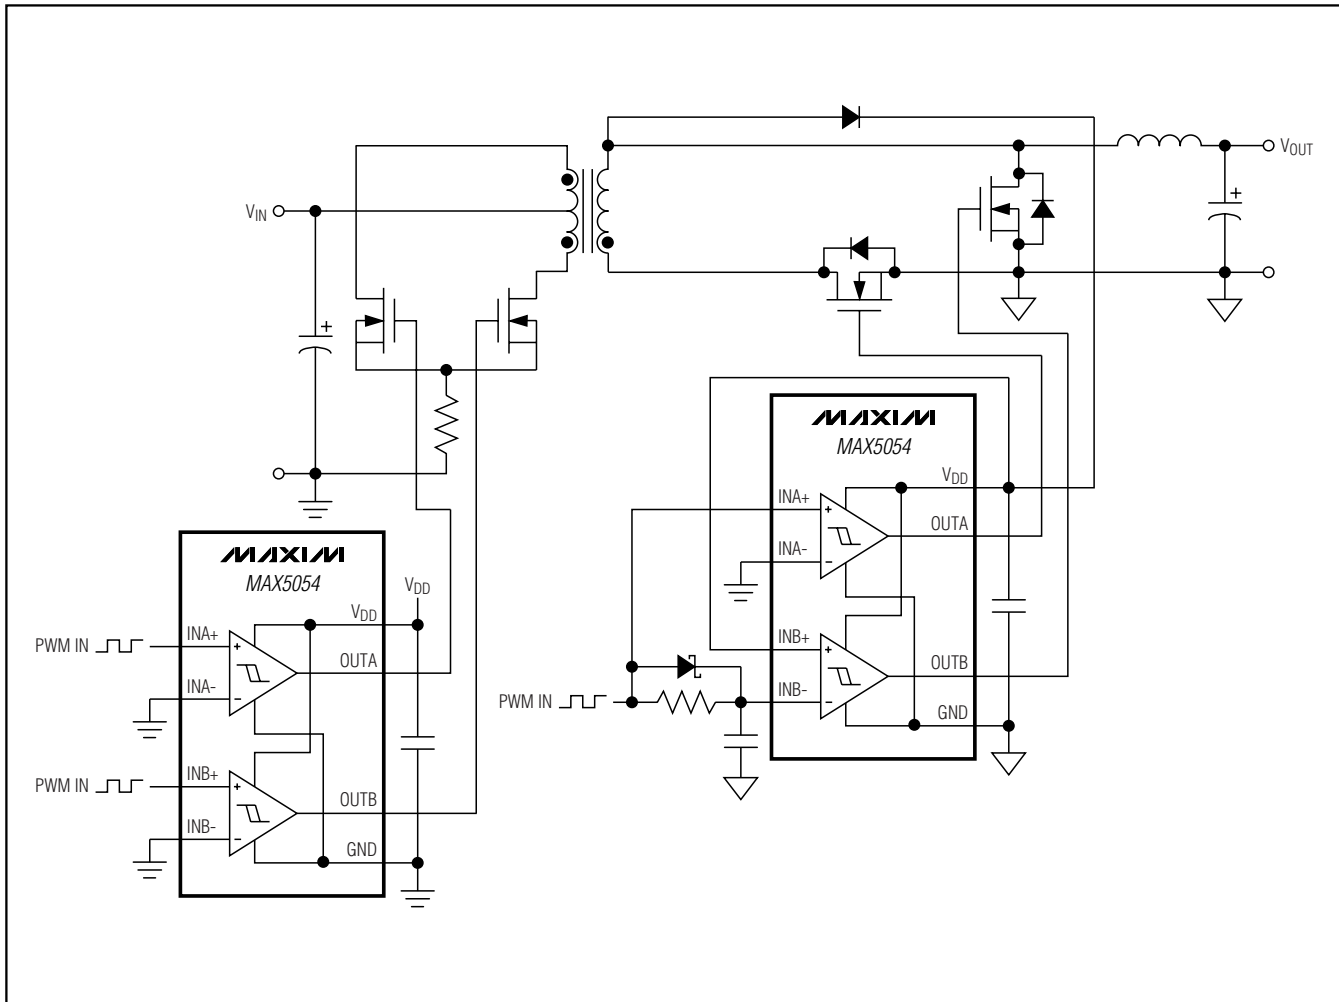 VOUT
+
VIN
+
+
MAXIM
MAX5054
VDD
INA+
+
OUTA
INA-
-
MAXIM
MAX5054
VDD
VDD
INB+
+
INA+
PWM IN
+
OUTB
OUTA
INB-
PWM IN
-
INA-
-
GND
INB+
PWM IN
+
OUTB
INB-
-
GND